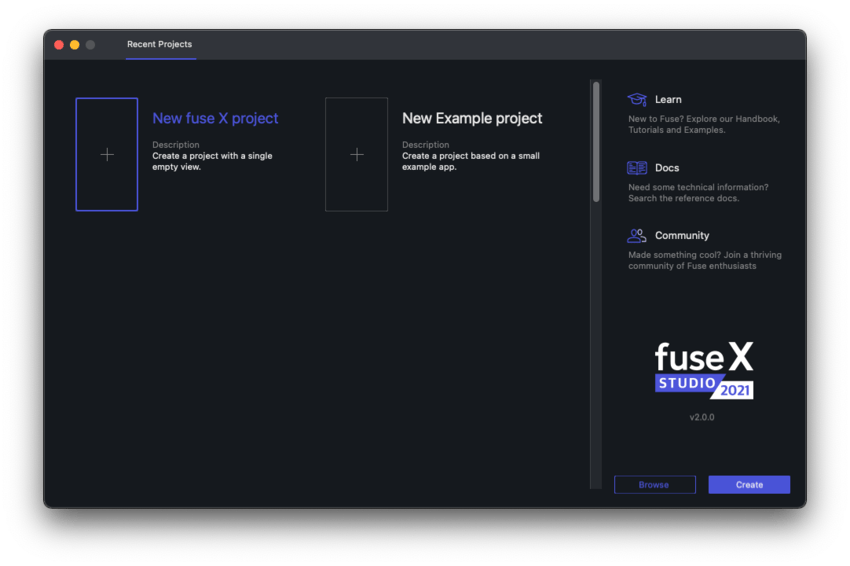 Recent Projects
New fuse X project
Description
Create a project with a single
empty view.
New Example project
Description
Create a project based on a small
example app.
Learn
New to Fuse? Explore our Handbook,
Tutorials and Examples.
Docs
Need some technical information?
Search the reference docs.
Community
Made something cool? Join a thriving
community of Fuse enthusiasts
fuse X
STUDIO
2021
v2.0.0
Browse
Create